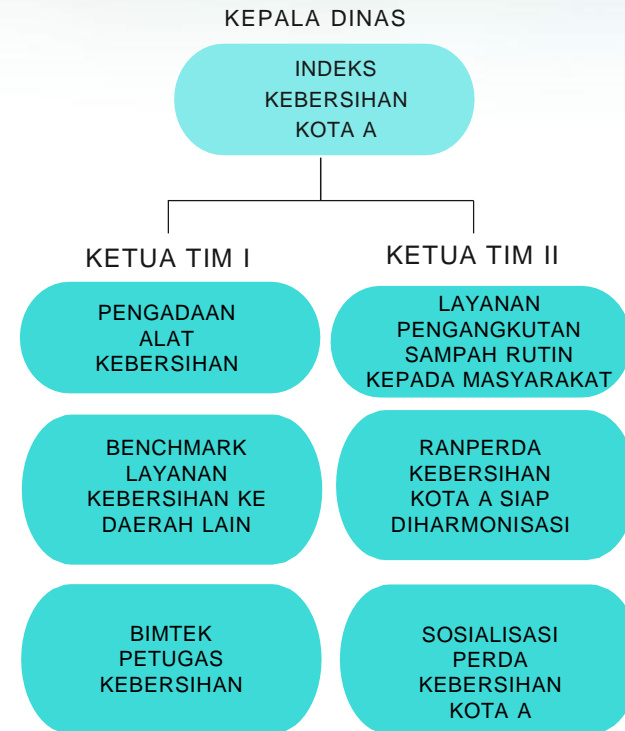 KEPALA DINAS
INDEKS
KEBERSIHAN
KOTA A
KETUA TIM I
PENGADAAN
ALAT
KEBERSIHAN
BENCHMARK
LAYANAN
KEBERSIHAN KE
DAERAH LAIN
BIMTEK
PETUGAS
KEBERSIHAN
KETUA TIM II
LAYANAN
PENGANGKUTAN
SAMPAH RUTIN
KEPADA MASYARAKAT
RANPERDA
KEBERSIHAN
KOTA A SIAP
DIHARMONISASI
SOSIALISASI
PERDA
KEBERSIHAN
KOTA A